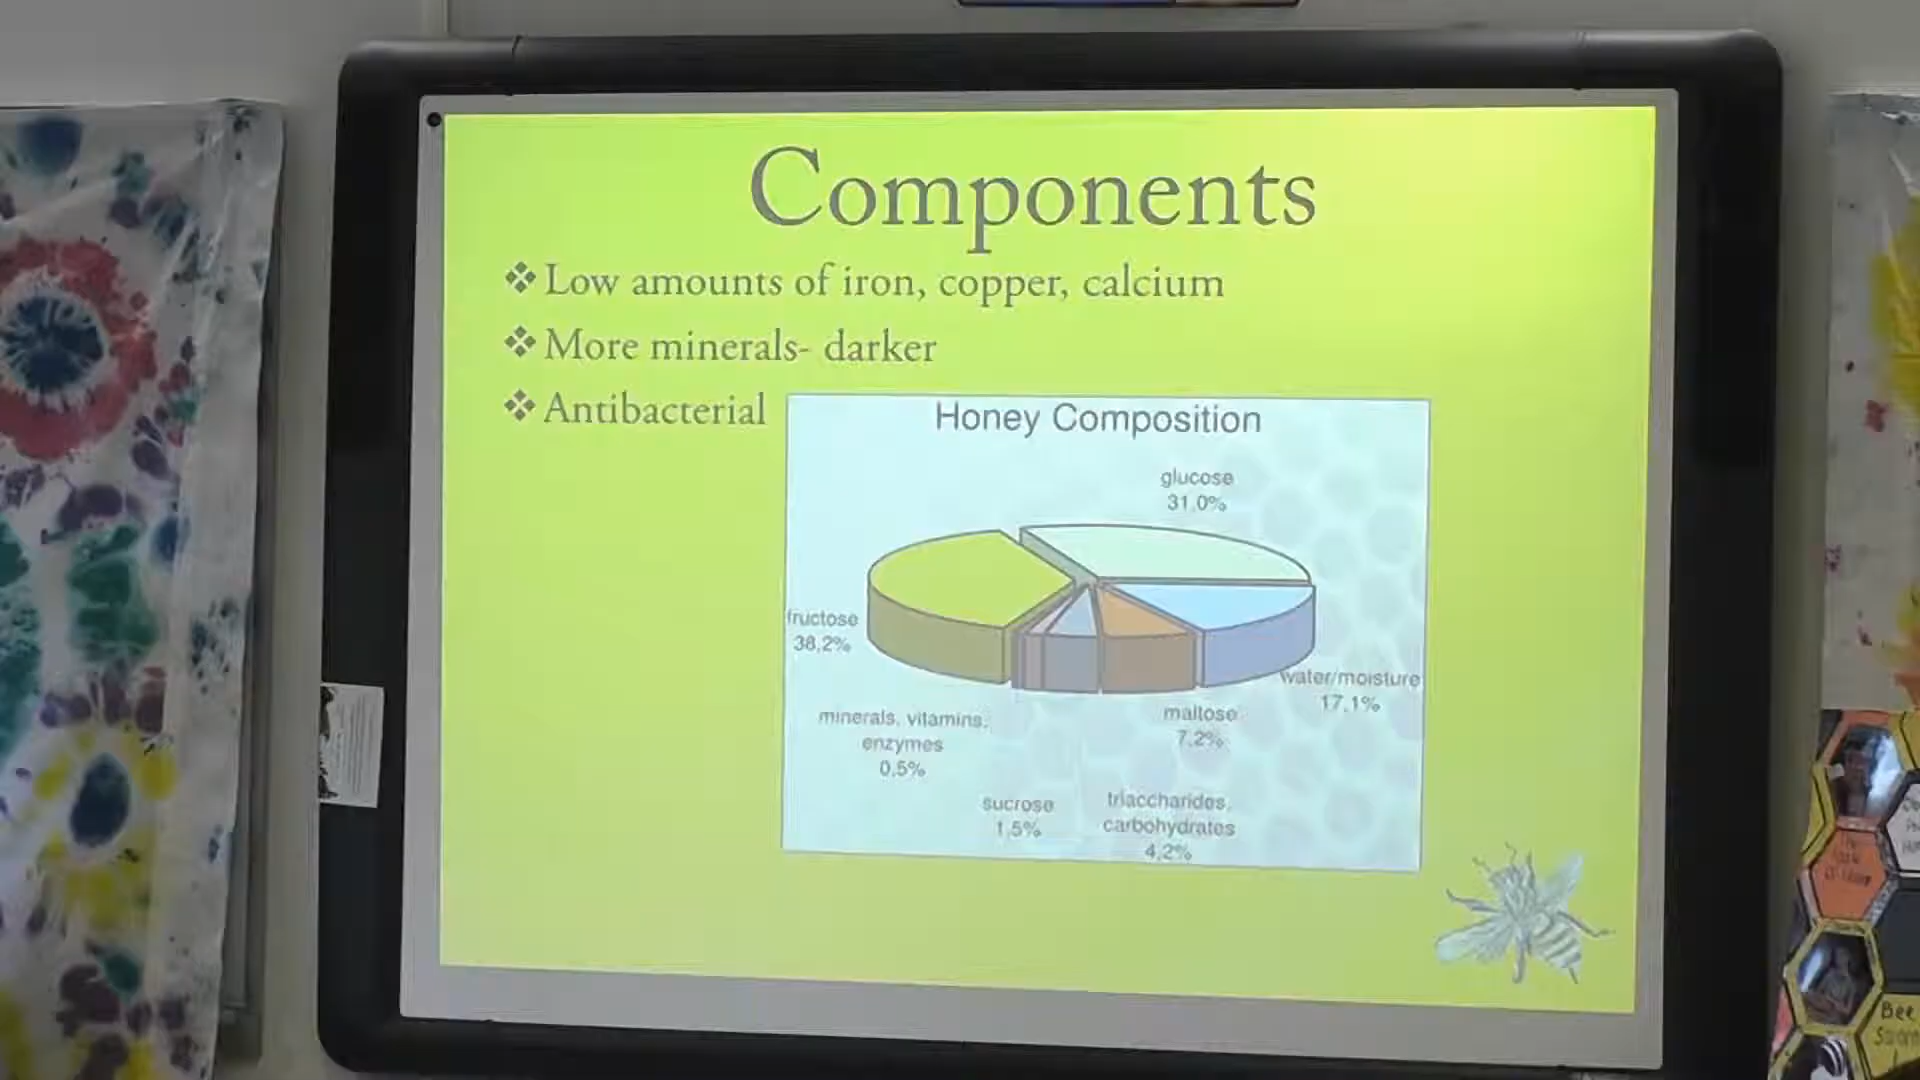 Components
❖ Low amounts of iron, copper, calcium
❖ More minerals- darker
❖ Antibacterial
Honey Composition
glucose
31,0%
fructose
38,2%
water/moisture
17,1%
maltose
7,2%
minerals, vitamins,
enzymes
0,5%
sucrose
1,5%
triaccharides,
carbohydrates
4,2%
Bee